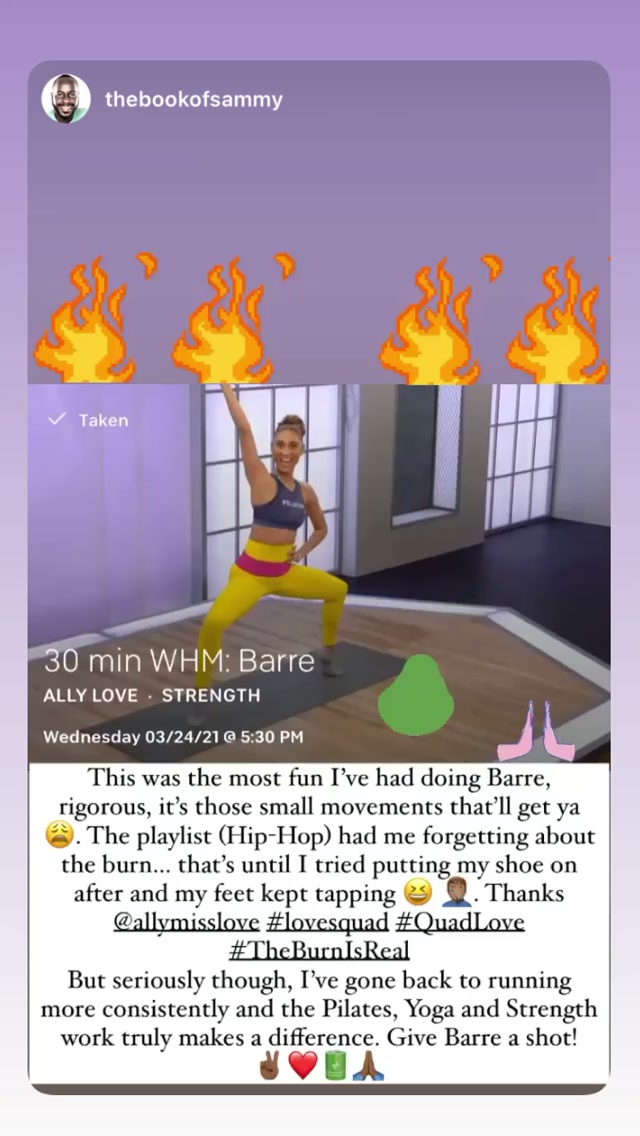 thebookofsammy
Taken
30 min WHM: Barre
ALLY LOVE · STRENGTH
Wednesday 03/24/21 @ 5:30 PM
This was the most fun I’ve had doing Barre,
rigorous, it’s those small movements that’ll get ya
😩. The playlist (Hip-Hop) had me forgetting about
the burn... that’s until I tried putting my shoe on
after and my feet kept tapping 😆 🤦🏾‍♂️. Thanks
@allymisslove #lovesquad #QuadLove
#TheBurnIsReal
But seriously though, I’ve gone back to running
more consistently and the Pilates, Yoga and Strength
work truly makes a difference. Give Barre a shot!
✌🏾❤️🔋🙏🏾